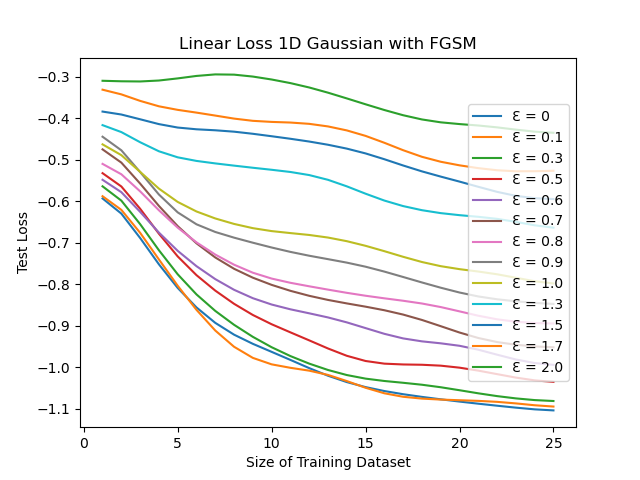 Linear Loss 1D Gaussian with FGSM
Test Loss
−0.3
−0.4
−0.5
−0.6
−0.7
−0.8
−0.9
−1.0
−1.1
Ɛ = 0
Ɛ = 0.1
Ɛ = 0.3
Ɛ = 0.5
Ɛ = 0.6
Ɛ = 0.7
Ɛ = 0.8
Ɛ = 0.9
Ɛ = 1.0
Ɛ = 1.3
Ɛ = 1.5
Ɛ = 1.7
Ɛ = 2.0
0 5 10 15 20 25
Size of Training Dataset